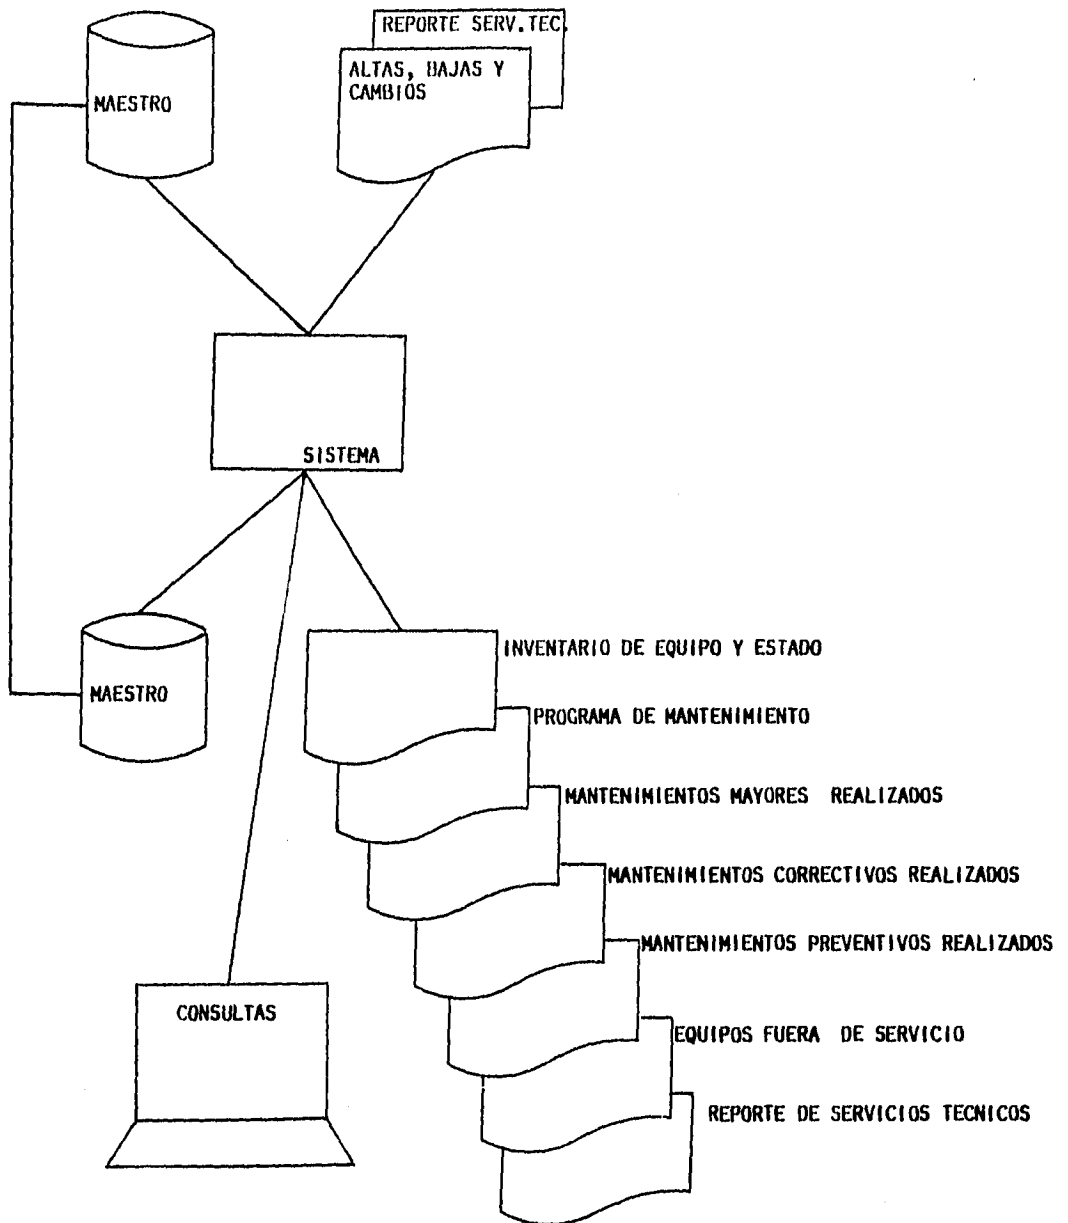 REPORTE SERV.TEC.
ALTAS, BAJAS Y
CAMBIOS
MAESTRO
SISTEMA
MAESTRO
INVENTARIO DE EQUIPO Y ESTADO
PROGRAMA DE MANTENIMIENTO
MANTENIMIENTOS MAYORES REALIZADOS
MANTENIMIENTOS CORRECTIVOS REALIZADOS
MANTENIMIENTOS PREVENTIVOS REALIZADOS
CONSULTAS
EQUIPOS FUERA DE SERVICIO
REPORTE DE SERVICIOS TECNICOS